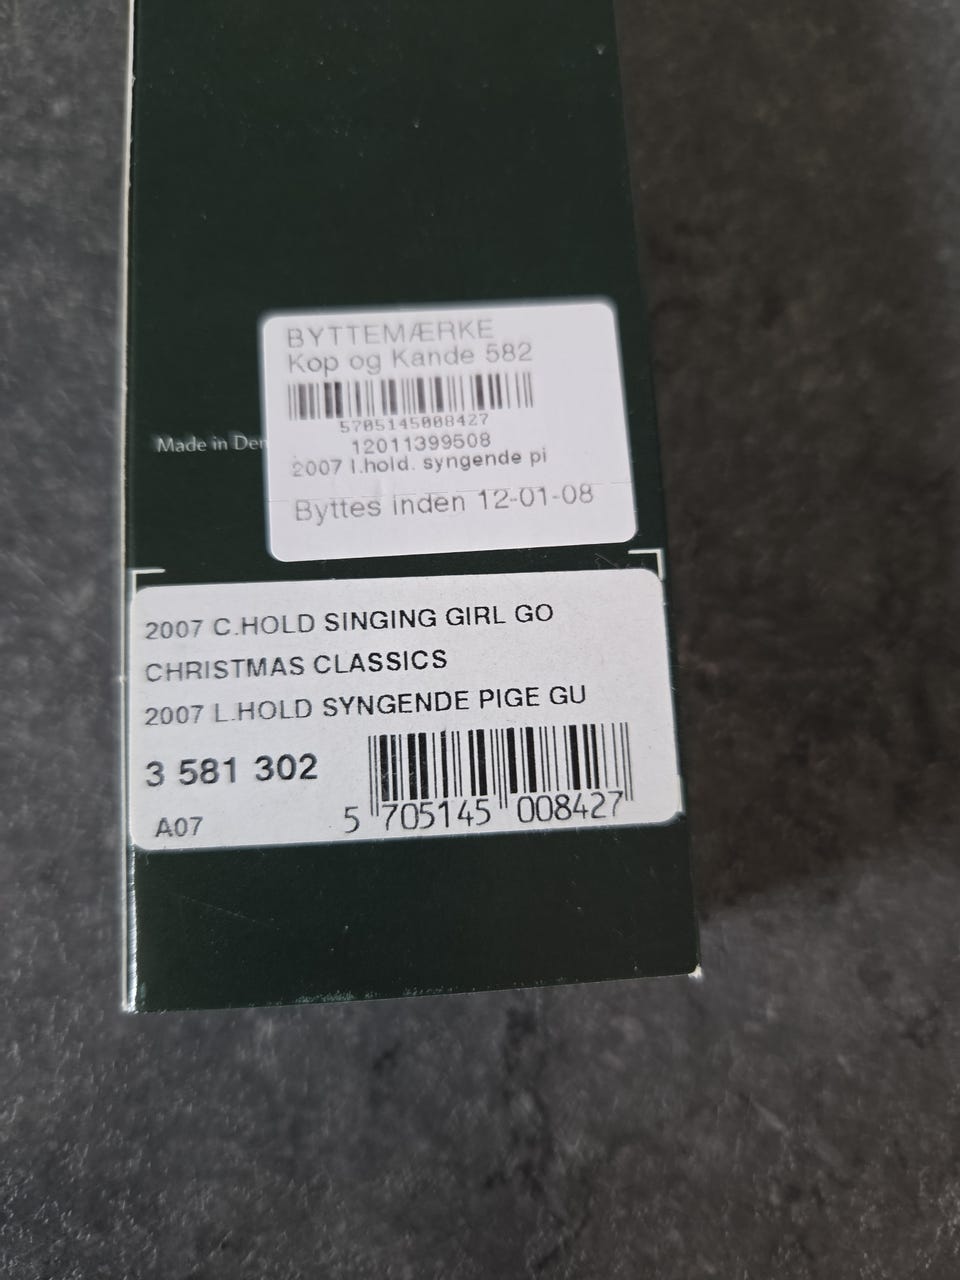 BYTTEMÆRKE
Kop og Kande 582
5705145008427
12011399508
2007 l.hold. syngende pi
Byttes inden 12-01-08
Made in Den
2007 C.HOLD SINGING GIRL GO
CHRISTMAS CLASSICS
2007 L.HOLD SYNGENDE PIGE GU
3 581 302
A07
5 705145 008427